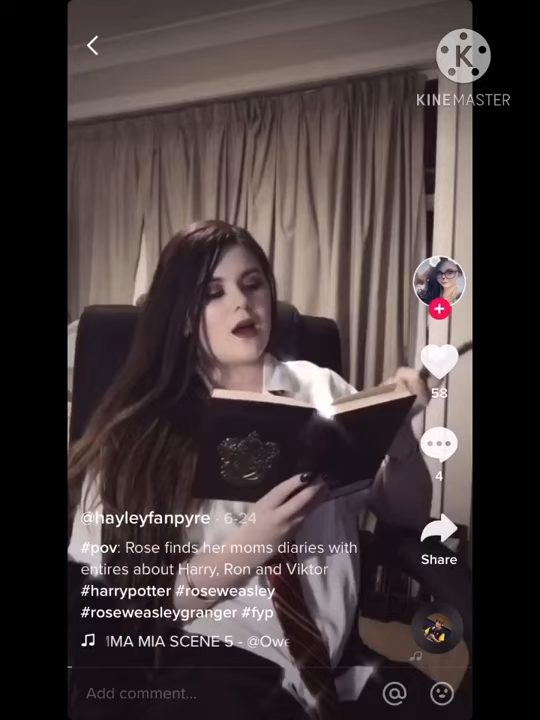 K
KINEMASTER
58
4
@hayleyfanpyre · 6-24
#pov: Rose finds her moms diaries with
entires about Harry, Ron and Viktor
#harrypotter #roseweasley
#roseweasleygranger #fyp
Share
MA MIA SCENE 5 - @Owe
Add comment...